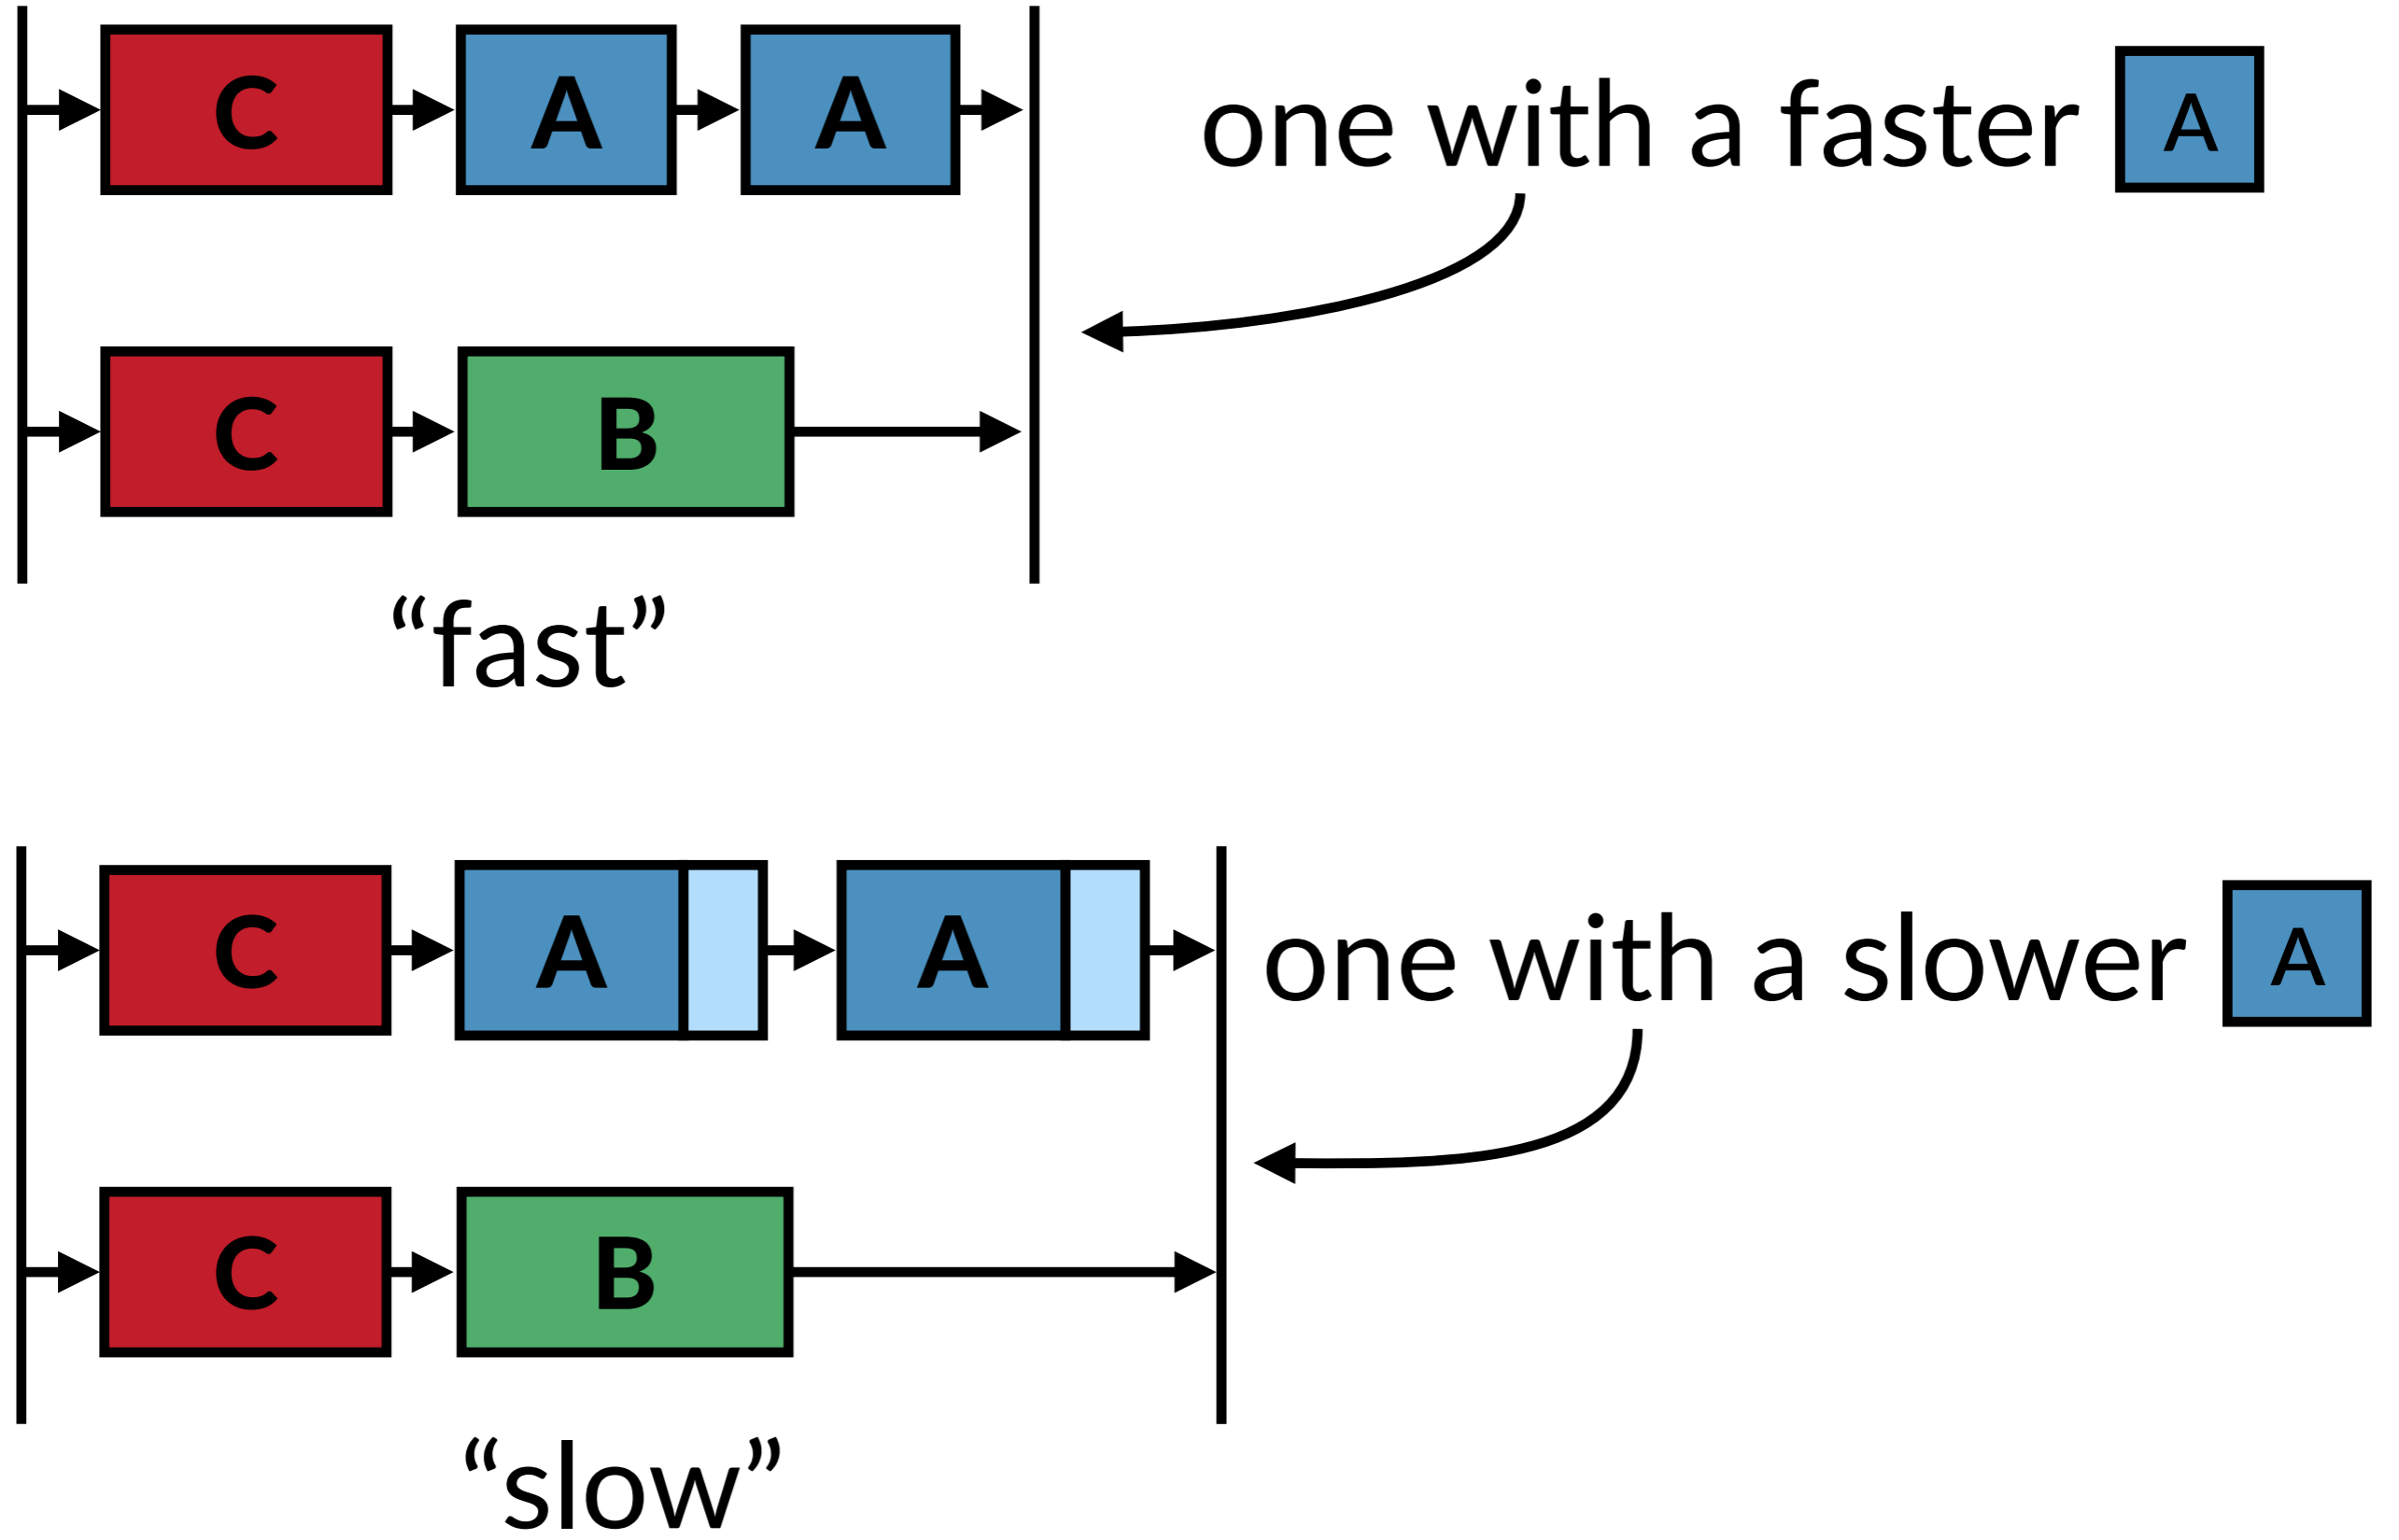 C A A
one with a faster A
C B
“fast”
C A A
one with a slower A
C B
“slow”